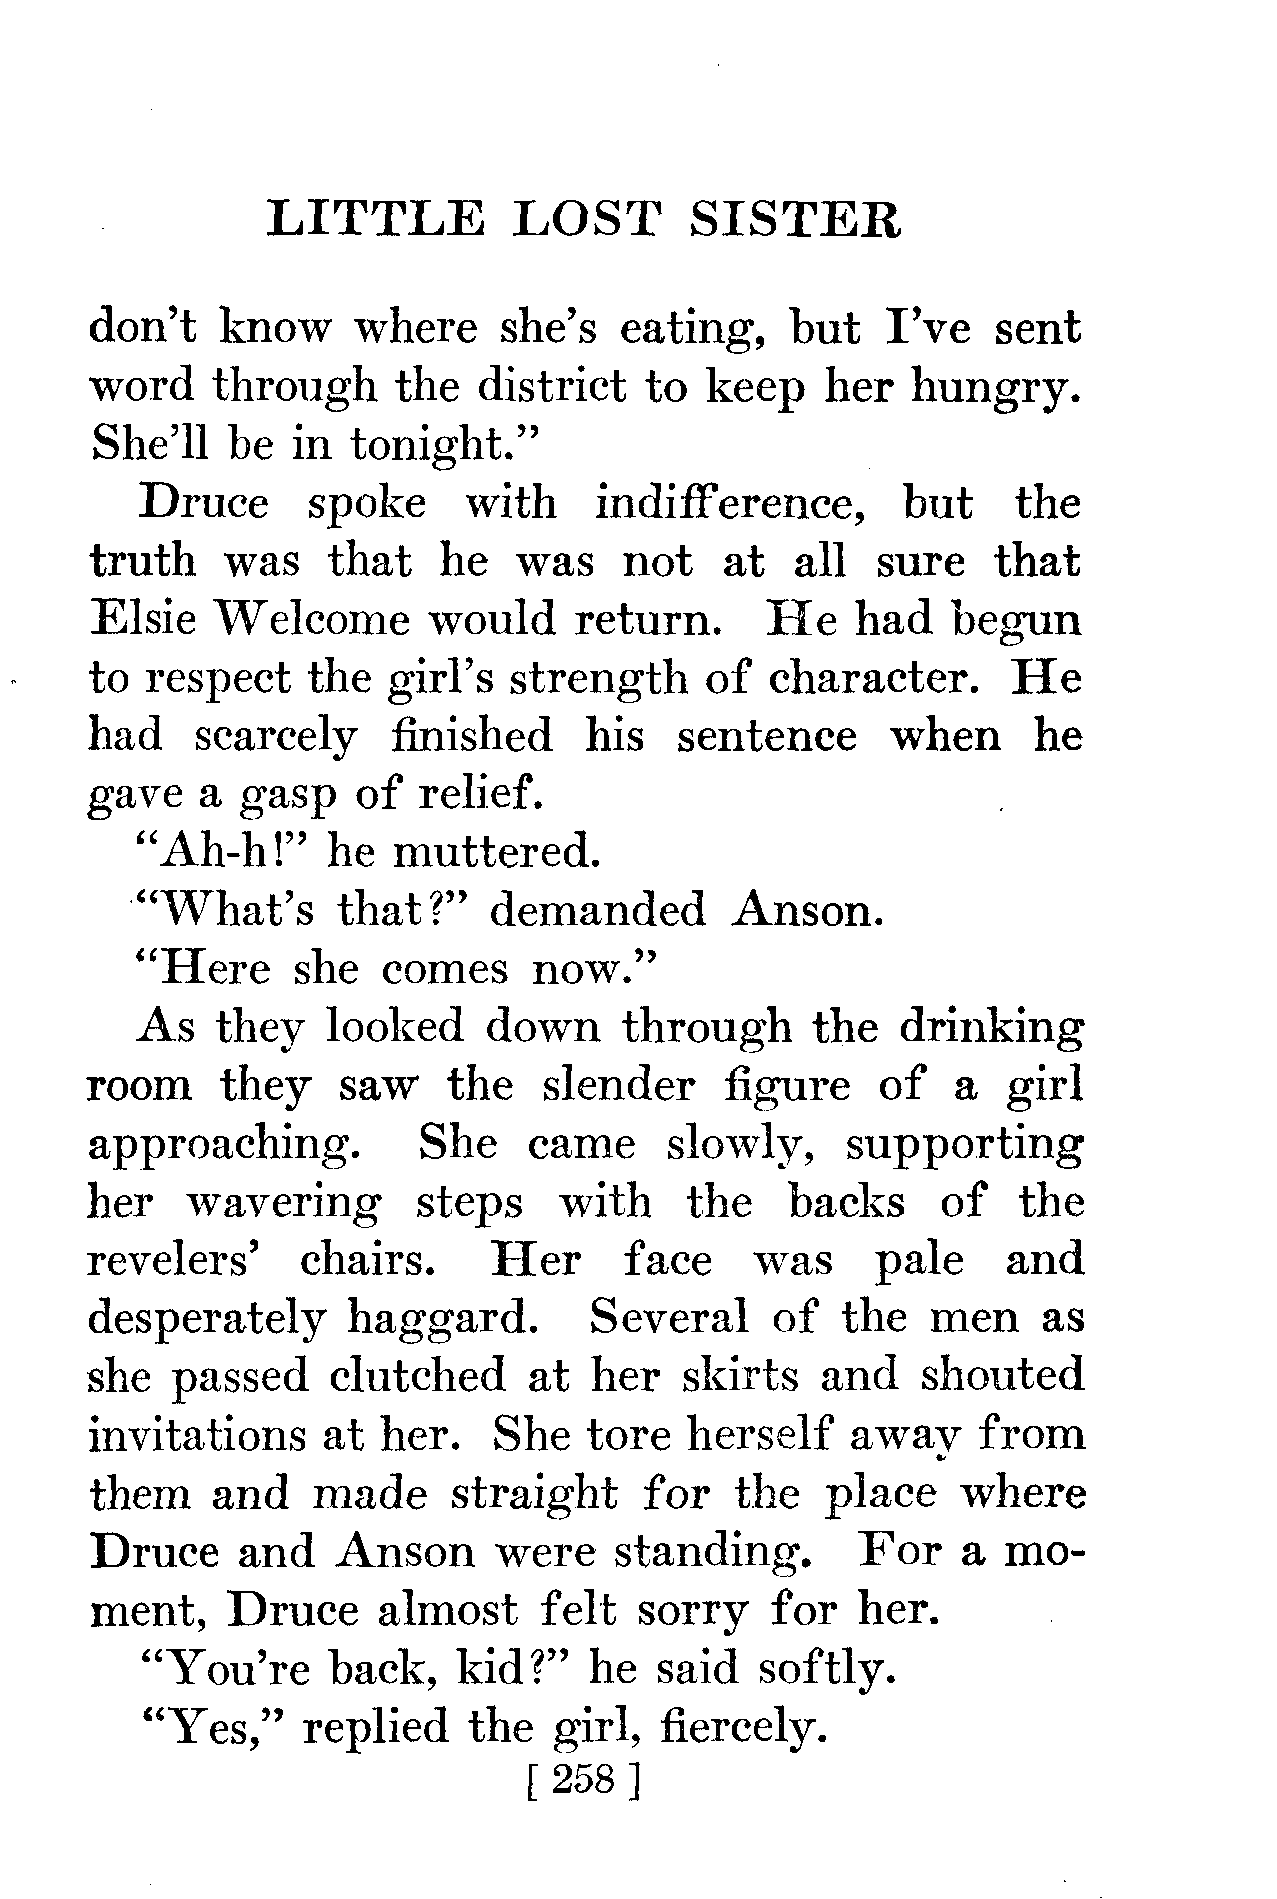 LITTLE LOST SISTER
don't know where she's eating, but I've sent
word through the district to keep her hungry.
She'll be in tonight."
Druce spoke with indifference, but the
truth was that he was not at all sure that
Elsie Welcome would return. He had begun
to respect the girl's strength of character. He
had scarcely finished his sentence when he
gave a gasp of relief.
"Ah-h!" he muttered.
"What's that?" demanded Anson.
"Here she comes now."
As they looked down through the drinking
room they saw the slender figure of a girl
approaching. She came slowly, supporting
her wavering steps with the backs of the
revelers' chairs. Her face was pale and
desperately haggard. Several of the men as
she passed clutched at her skirts and shouted
invitations at her. She tore herself away from
them and made straight for the place where
Druce and Anson were standing. For a mo-
ment, Druce almost felt sorry for her.
"You're back, kid?" he said softly.
"Yes," replied the girl, fiercely.
[ 258 ]